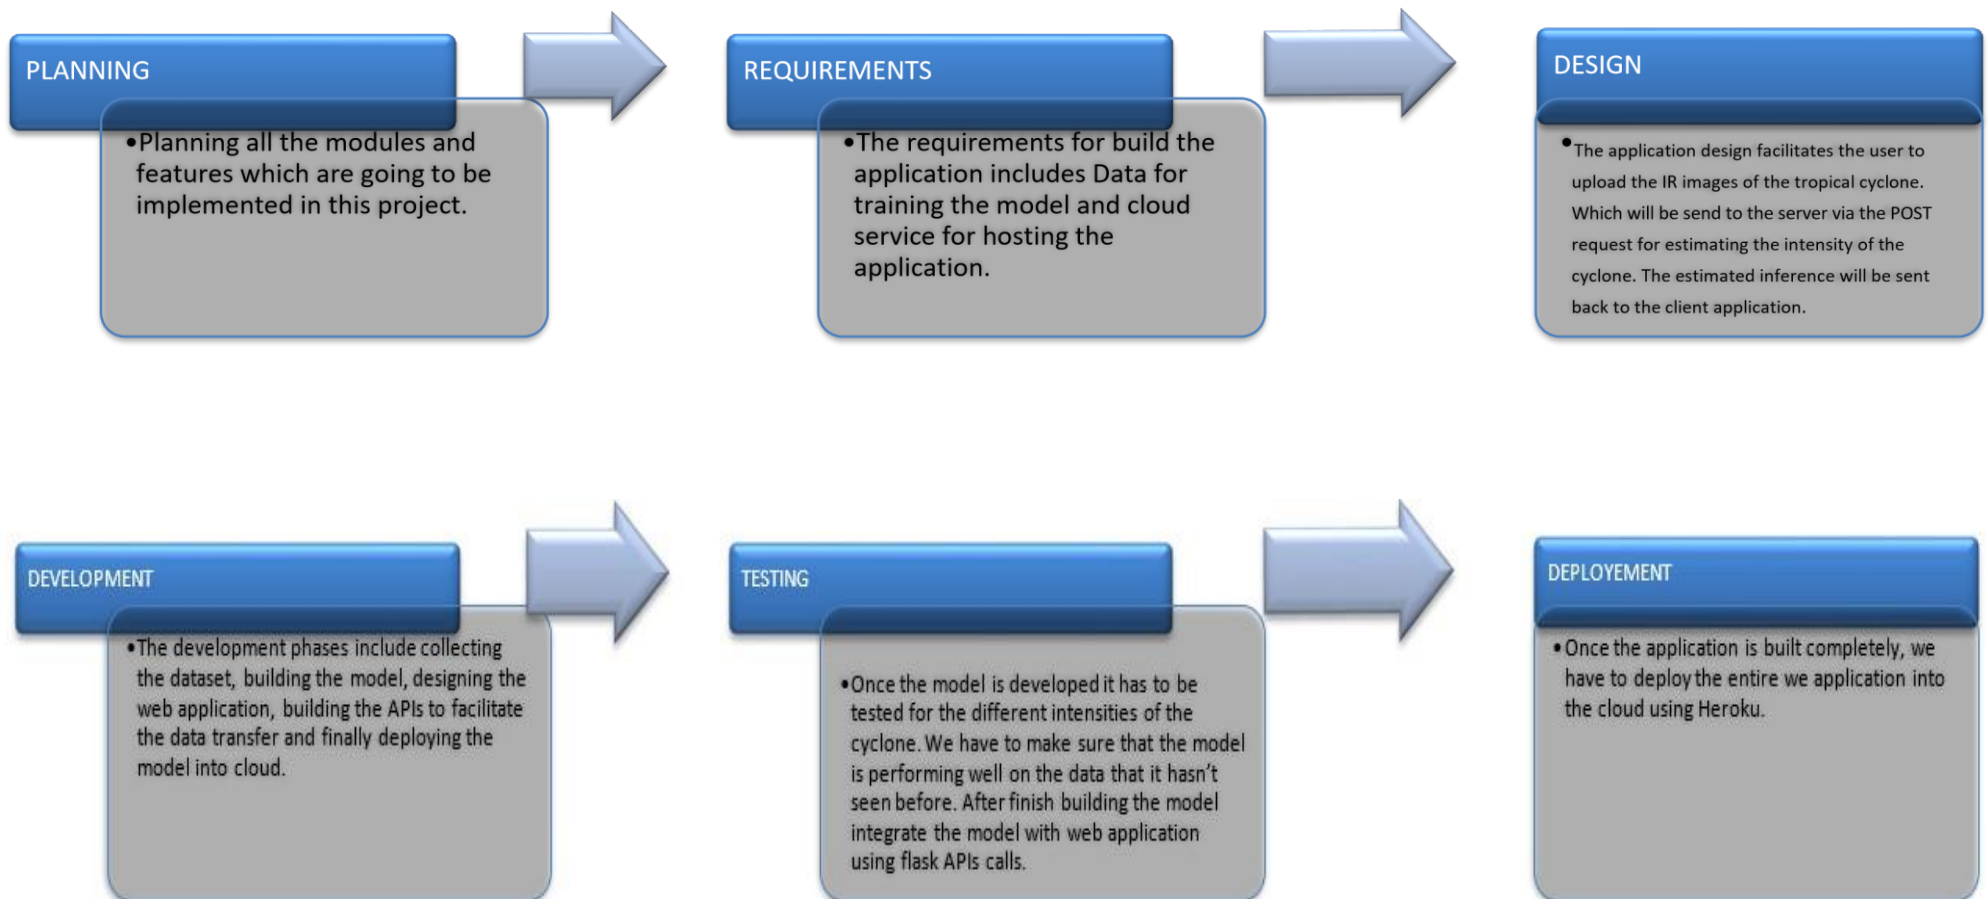 PLANNING
•Planning all the modules and
features which are going to be
implemented in this project.
REQUIREMENTS
•The requirements for build the
application includes Data for
training the model and cloud
service for hosting the
application.
DESIGN
•The application design facilitates the user to
upload the IR images of the tropical cyclone.
Which will be send to the server via the POST
request for estimating the intensity of the
cyclone. The estimated inference will be sent
back to the client application.
DEVELOPMENT
•The development phases include collecting
the dataset, building the model, designing the
web application, building the APIs to facilitate
the data transfer and finally deploying the
model into cloud.
TESTING
•Once the model is developed it has to be
tested for the different intensities of the
cyclone. We have to make sure that the model
is performing well on the data that it hasn't
seen before. After finish building the model
integrate the model with web application
using flask APIs calls.
DEPLOYEMENT
•Once the application is built completely, we
have to deploy the entire we application into
the cloud using Heroku.